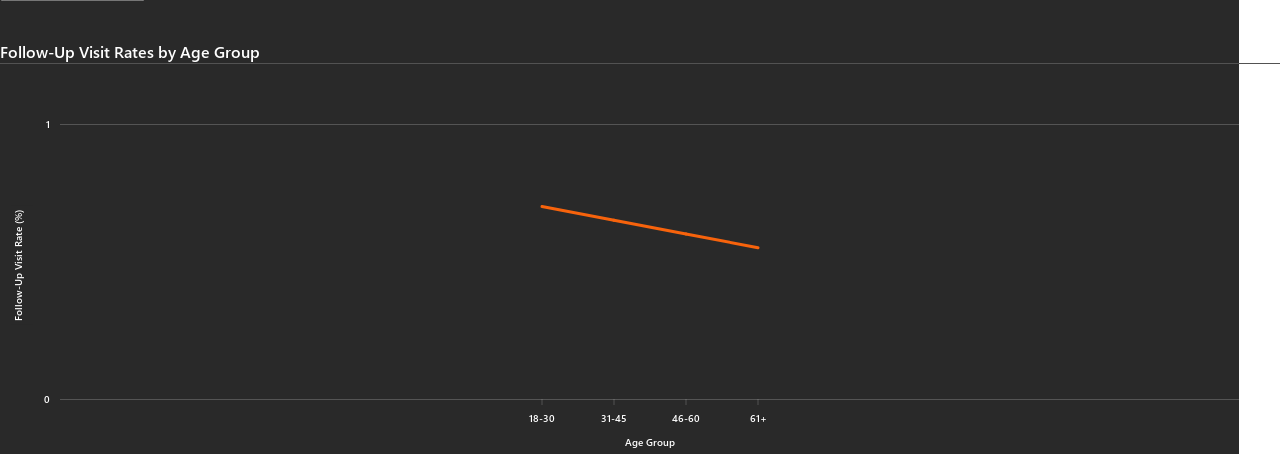 Follow-Up Visit Rates by Age Group
1
Follow-Up Visit Rate (%)
0
18-30 31-45 46-60 61+
Age Group